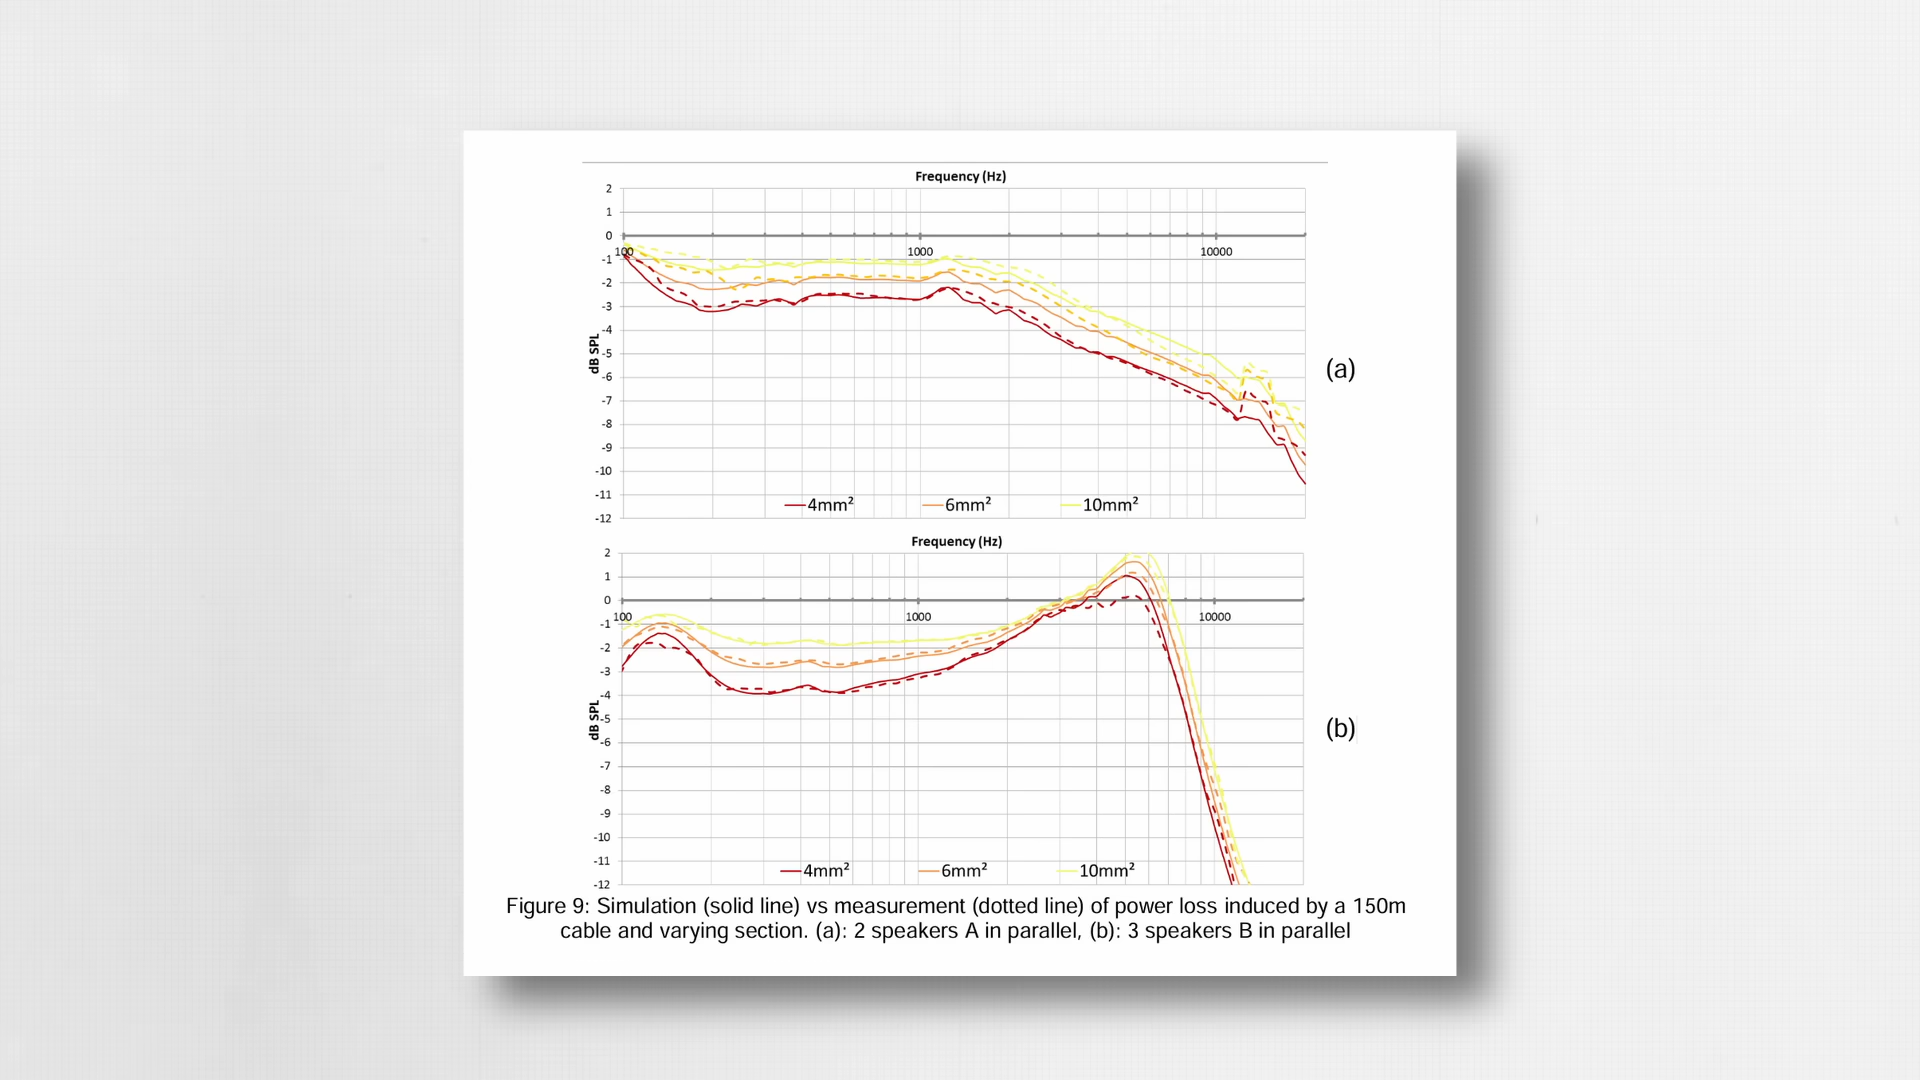 Frequency (Hz)
2
1
0
100 1000 10000
-1
-2
-3
-4
dB SPL
-5
-6
(a)
-7
-8
-9
-10
-11
4mm² 6mm² 10mm²
-12
Frequency (Hz)
2
1
0
100 1000 10000
-1
-2
-3
-4
dB SPL
-5
(b)
-6
-7
-8
-9
-10
-11
4mm² 6mm² 10mm²
-12
Figure 9: Simulation (solid line) vs measurement (dotted line) of power loss induced by a 150m
cable and varying section. (a): 2 speakers A in parallel, (b): 3 speakers B in parallel